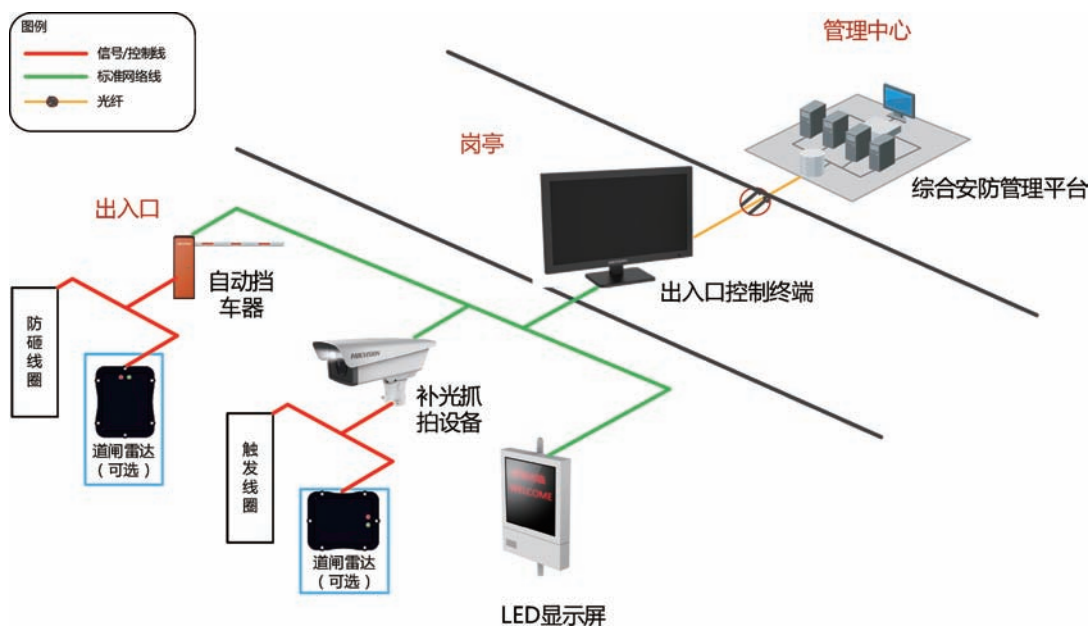 图例
信号/控制线
标准网络线
光纤
管理中心
综合安防管理平台
岗亭
出入口控制终端
出入口
自动挡
车器
防砸线圈
道闸雷达
（可选）
HIKVISION
补光抓
拍设备
触发线圈
道闸雷达
（可选）
WELCOME
LED显示屏